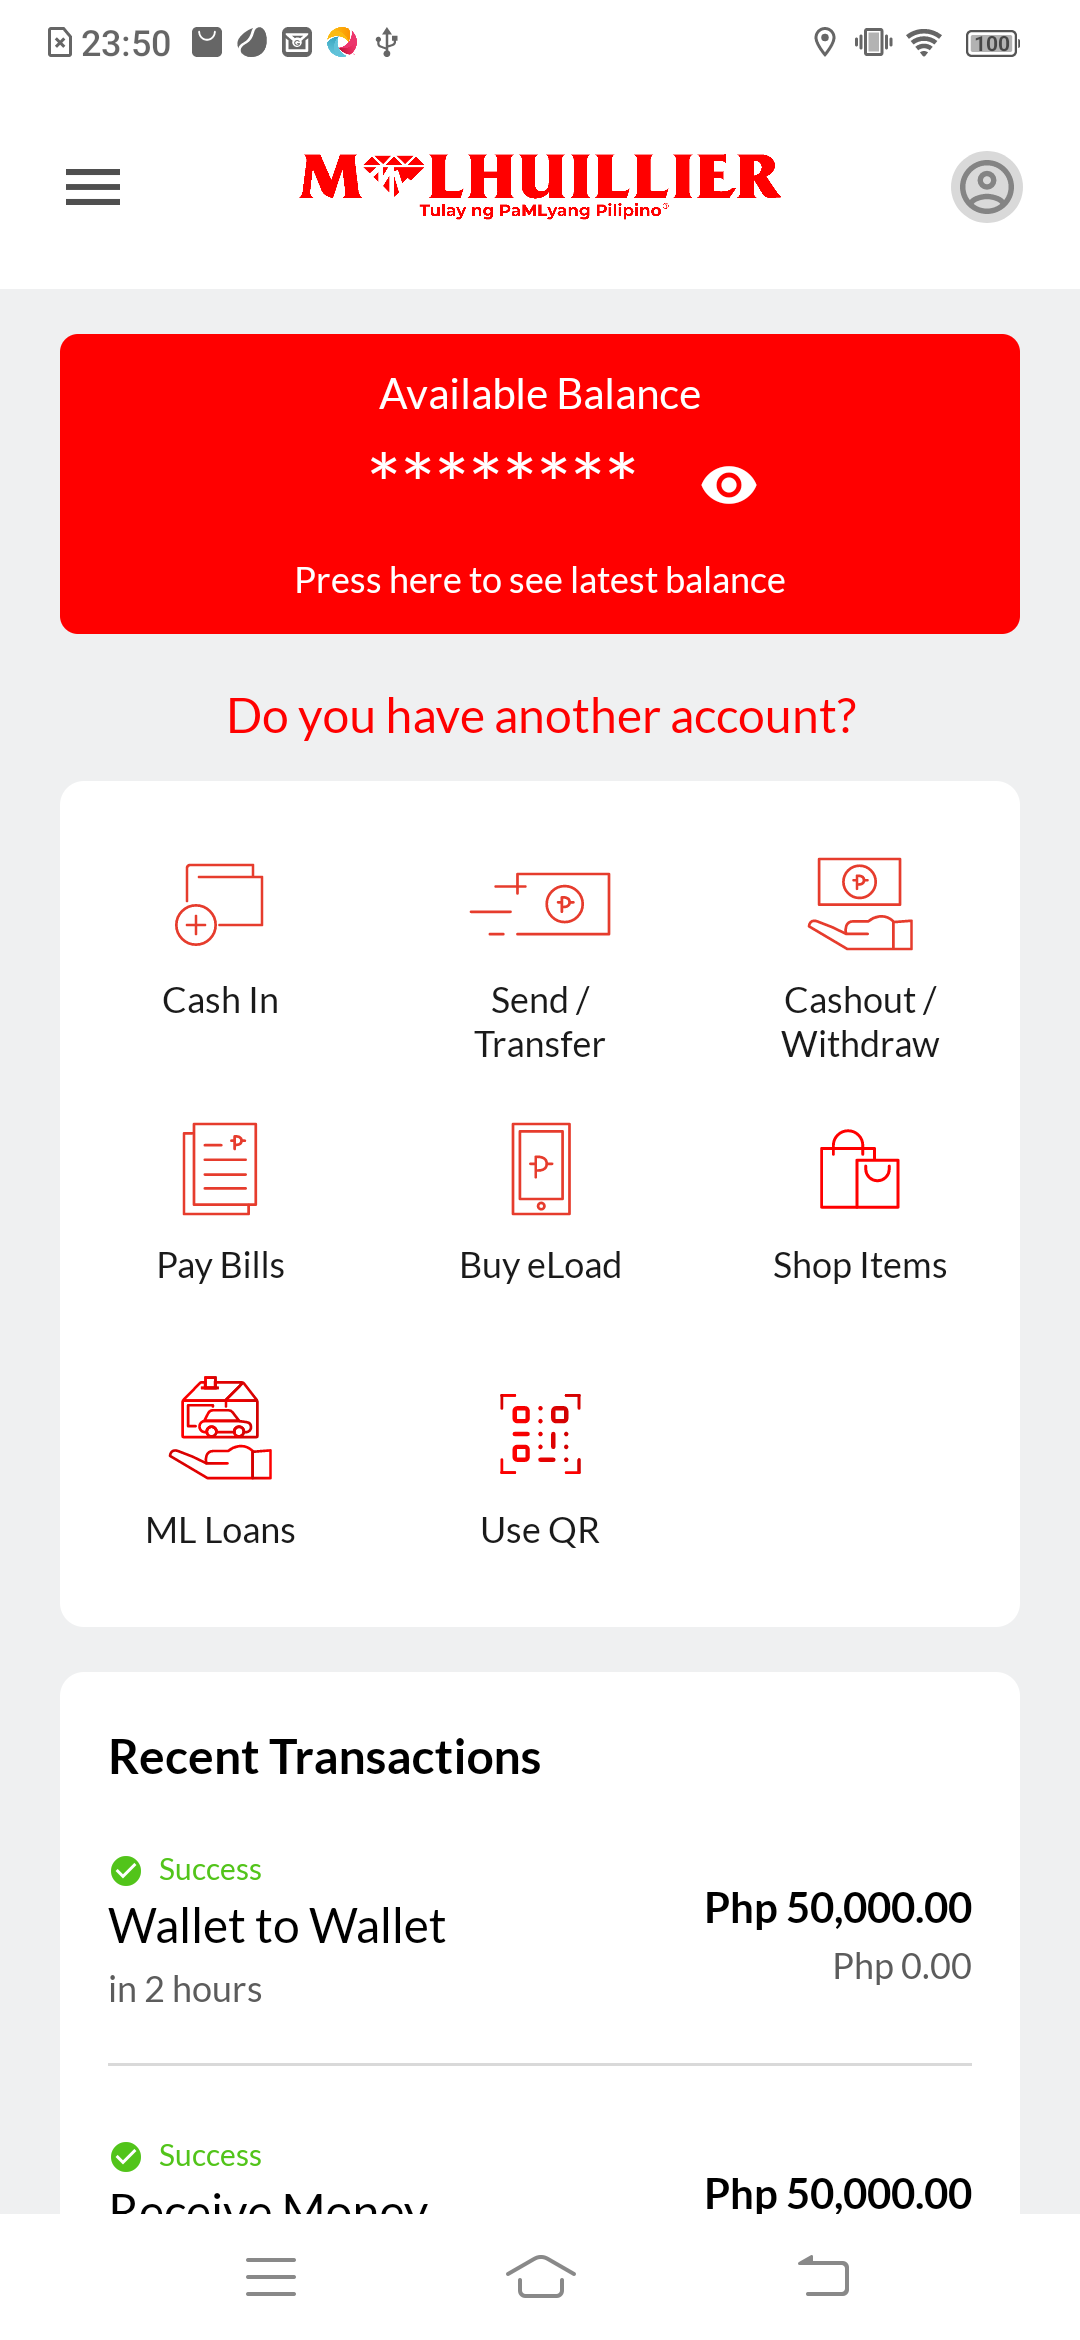 23:50
100
M LHUILLIER
Tulay ng PaMLyang Pilipino®
Available Balance
********
Press here to see latest balance
Do you have another account?
Cash In
Send /
Transfer
Cashout /
Withdraw
Pay Bills
Buy eLoad
Shop Items
ML Loans
Use QR
Recent Transactions
Success
Wallet to Wallet
Php 50,000.00
in 2 hours
Php 0.00
Success
Receive Money
Php 50,000.00